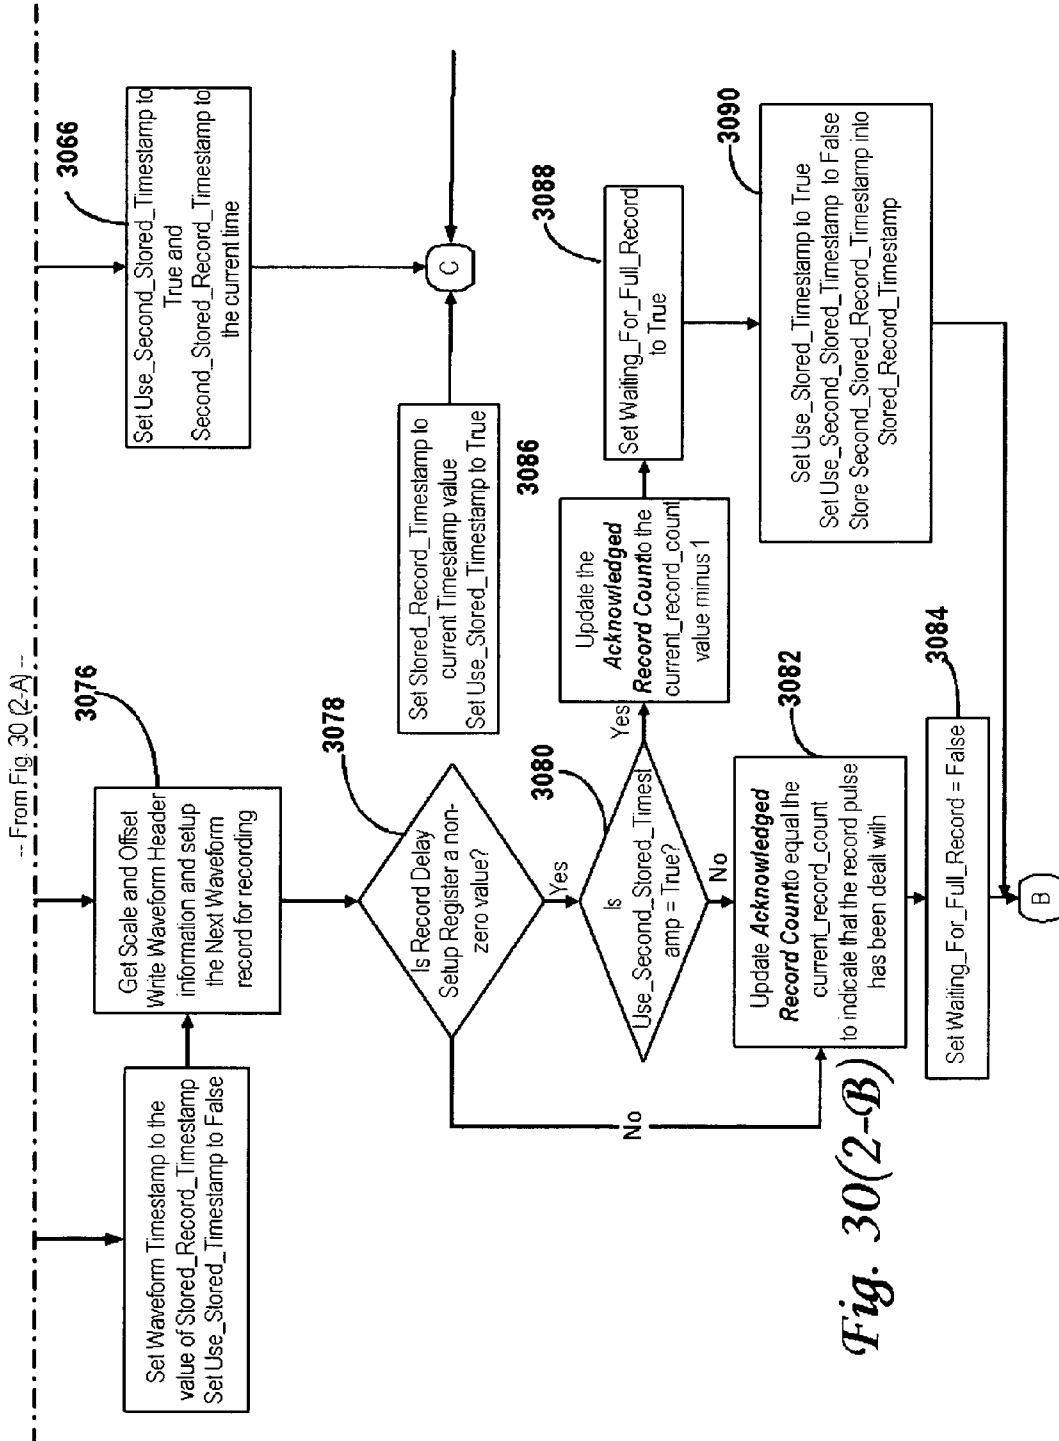 -- From Fig. 30 (2-A) --
Set Waveform Timestamp to the
value of Stored_Record_Timestamp
Set Use_Stored_Timestamp to False
3076
Get Scale and Offset
Write Waveform Header
information and setup
the Next Waveform
record for recording
3066
Set Use_Second_Stored_Timestamp to
True and
Second_Stored_Record_Timestamp to
the current time
3078
Is Record Delay
Setup Register a non-
zero value?
Yes
No
Set Stored_Record_Timestamp to
current Timestamp value
Set Use_Stored_Timestamp to True
3086
C
3080
Is
Use_Second_Stored_Timest
amp = True?
Yes
No
Update the
Acknowledged
Record Count to the
current_record_count
value minus 1
3088
Set Waiting_For_Full_Record
to True
3090
Set Use_Stored_Timestamp to True
Set Use_Second_Stored_Timestamp to False
Store Second_Stored_Record_Timestamp into
Stored_Record_Timestamp
3082
Update Acknowledged
Record Count to equal the
current_record_count
to indicate that the record pulse
has been dealt with
3084
Set Waiting_For_Full_Record = False
B
Fig. 30(2-B)